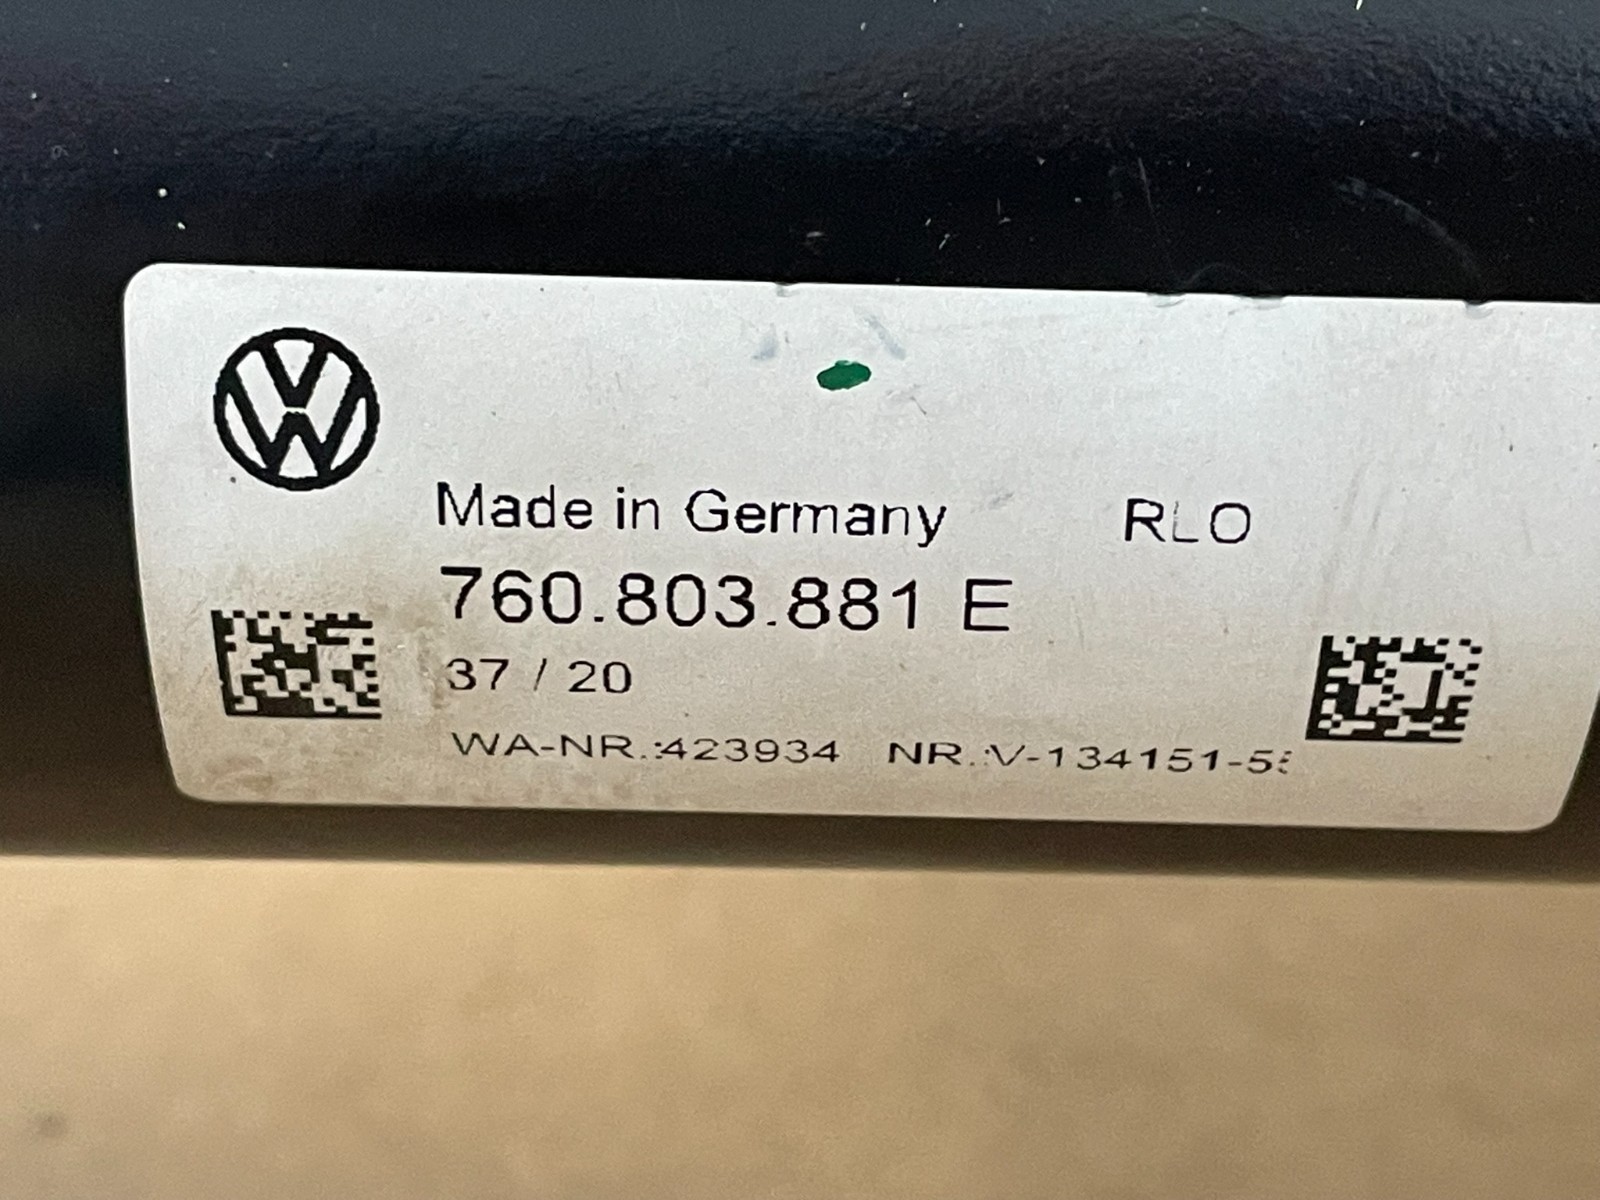 Made in Germany RLO
760.803.881 E
37 / 20
WA-NR.:423934 NR.:V-134151-5